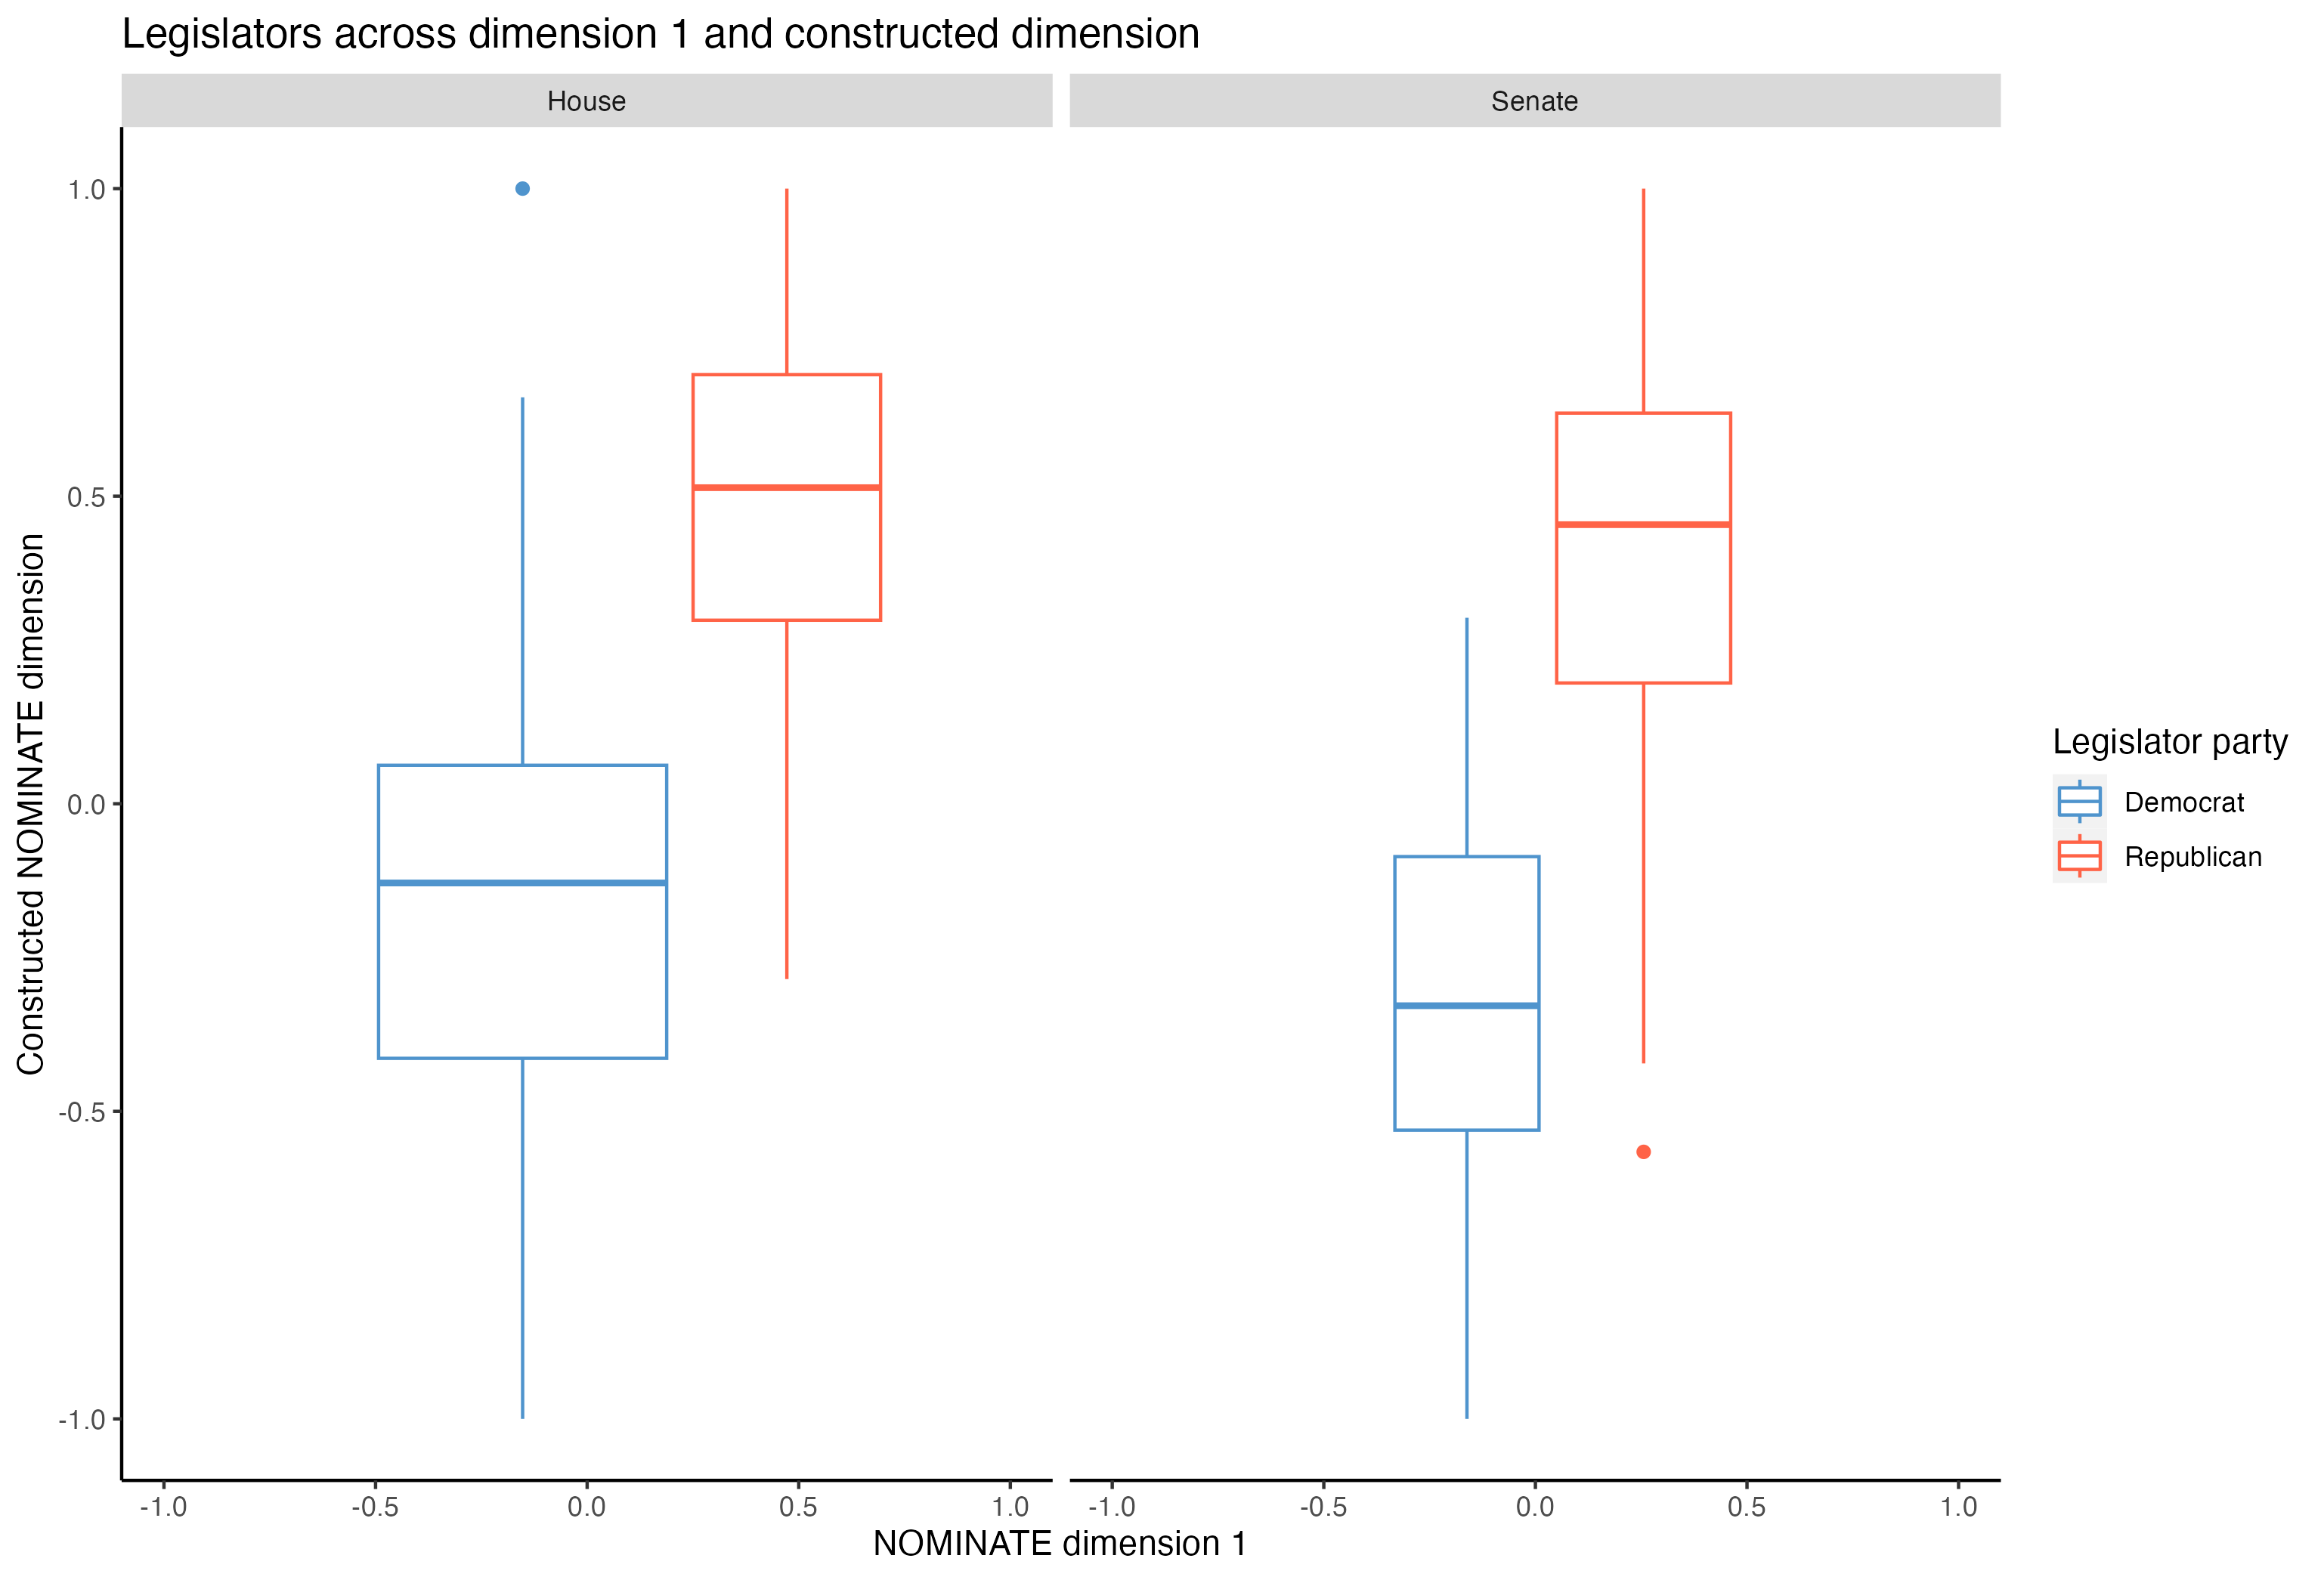 Legislators across dimension 1 and constructed dimension
House
Senate
1.0
0.5
0.0
-0.5
-1.0
Constructed NOMINATE dimension
-1.0 -0.5 0.0 0.5 1.0
-1.0 -0.5 0.0 0.5 1.0
NOMINATE dimension 1
Legislator party
Democrat
Republican